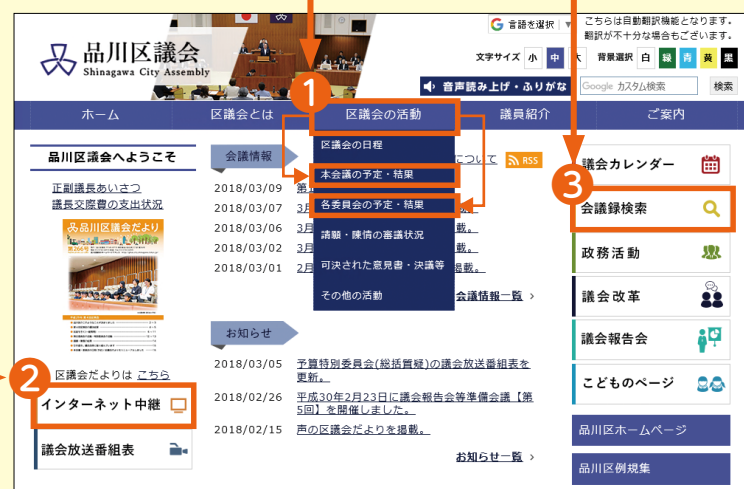 言語を選択
こちらは自動翻訳機能となります。
翻訳が不十分な場合もございます。
品川区議会
Shinagawa City Assembly
文字サイズ 小 中 大 背景選択 白 緑 青 黄 黒
音声読み上げ・ふりがな
Google カスタム検索 検索
1
ホーム 区議会とは 区議会の活動 議員紹介 ご案内
区議会の日程
本会議の予定・結果
各委員会の予定・結果
請願・陳情の審議状況
可決された意見書・決議等
その他の活動
品川区議会へようこそ
正副議長あいさつ
議長交際費の支出状況
品川区議会だより
区議会だよりは こちら
2
インターネット中継
議会放送番組表
会議情報
について RSS
2018/03/09
2018/03/07 3月
2018/03/06 3月
2018/03/02 3月
2018/03/01 2月
会議情報一覧
お知らせ
2018/03/05 予算特別委員会(総括質疑)の議会放送番組表を
更新。
2018/02/26 平成30年2月23日に議会報告会等準備会議【第
5回】を開催しました。
2018/02/15 声の区議会だよりを掲載。
お知らせ一覧
議会カレンダー
3
会議録検索
政務活動
議会改革
議会報告会
こどものページ
品川区ホームページ
品川区例規集